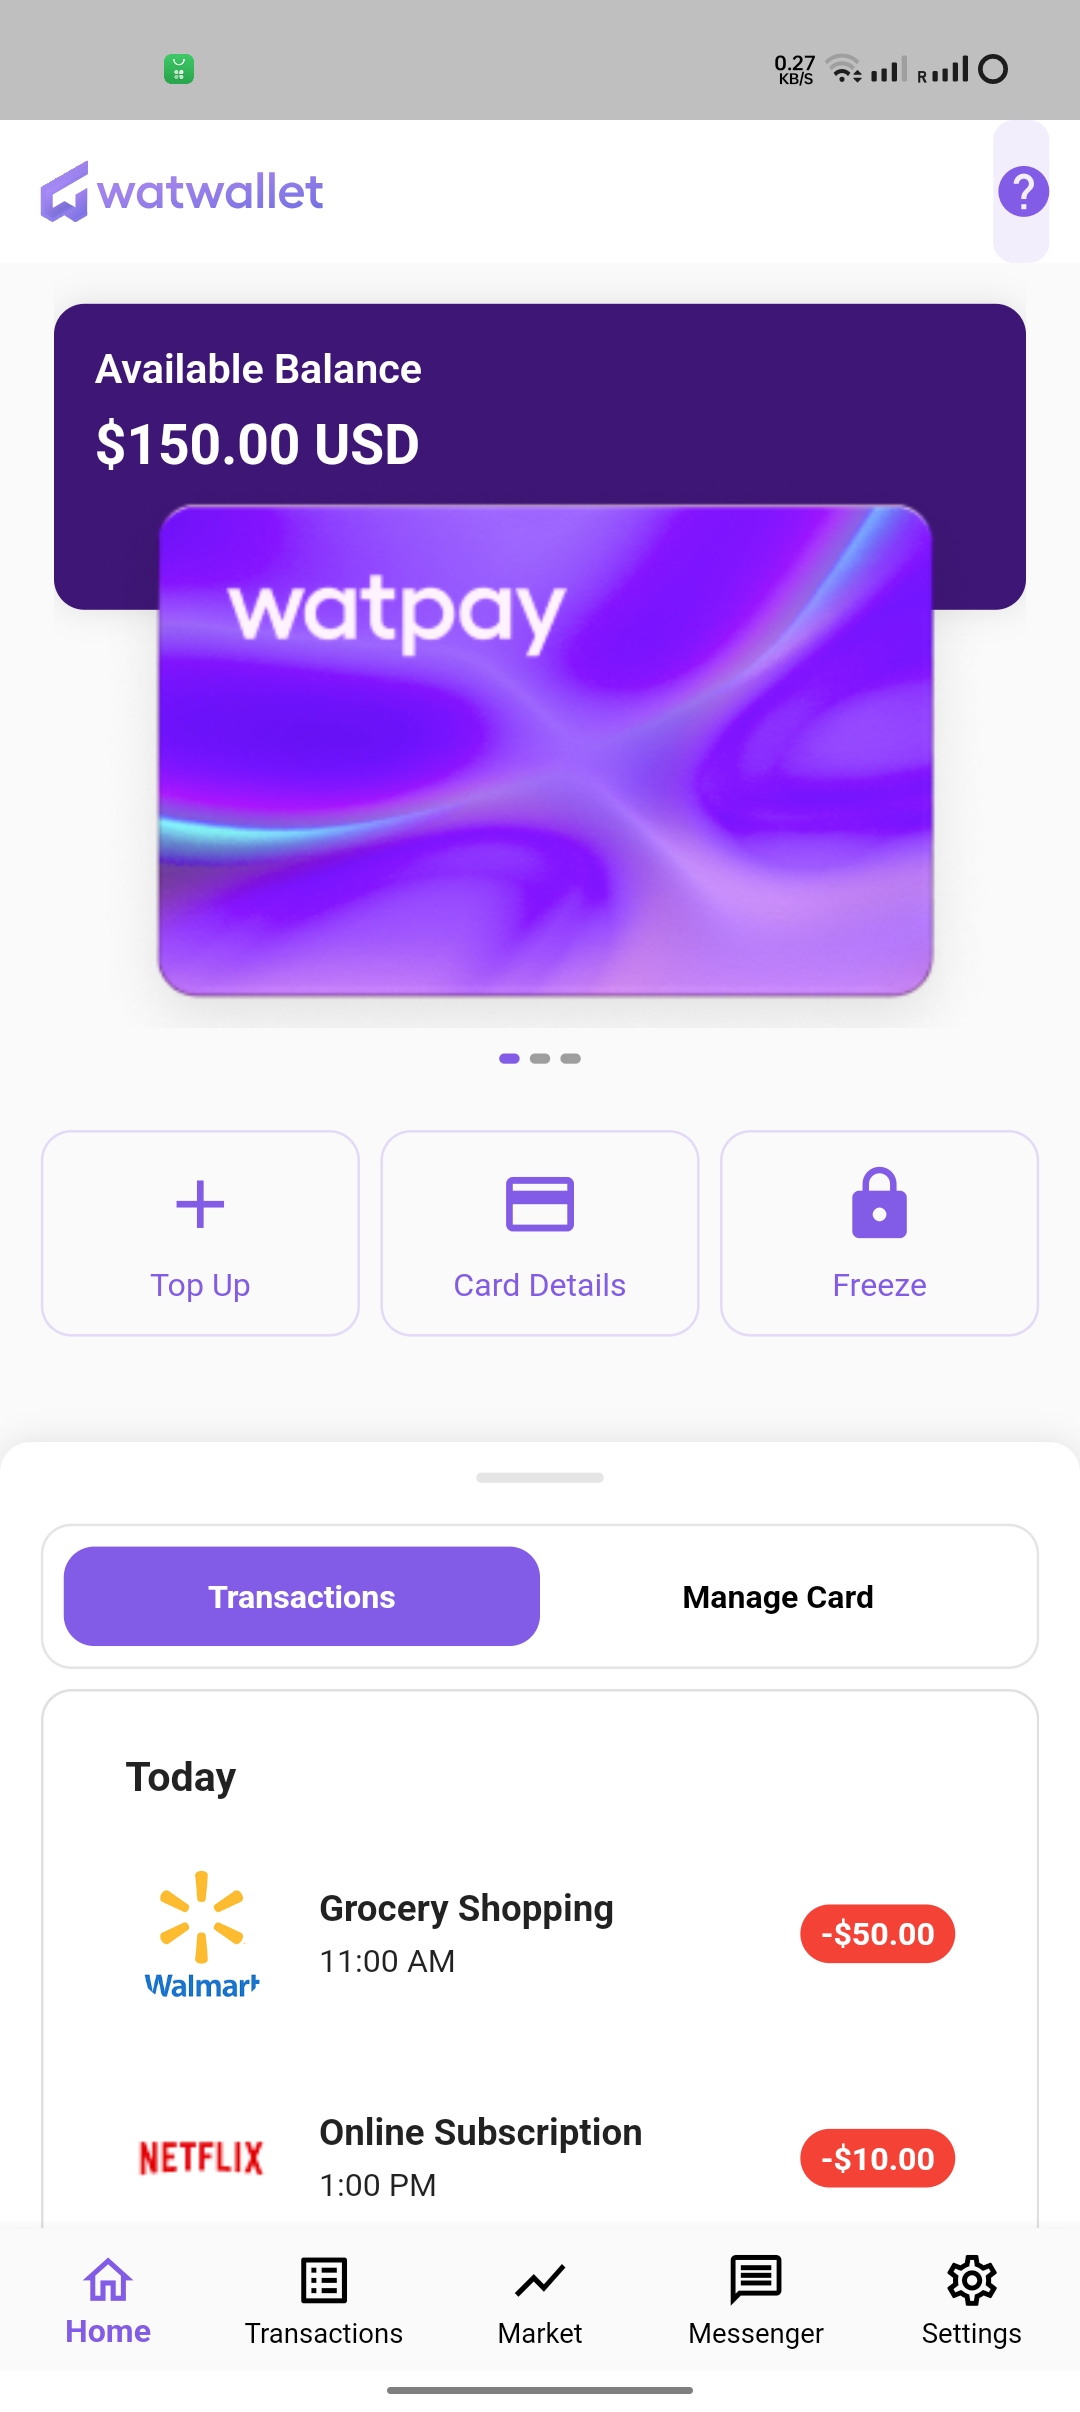 0.27
KB/S
R
watwallet
?
Available Balance
$150.00 USD
watpay
Top Up
Card Details
Freeze
Transactions
Manage Card
Today
Walmart
Grocery Shopping
11:00 AM
-$50.00
NETFLIX
Online Subscription
1:00 PM
-$10.00
Home
Transactions
Market
Messenger
Settings